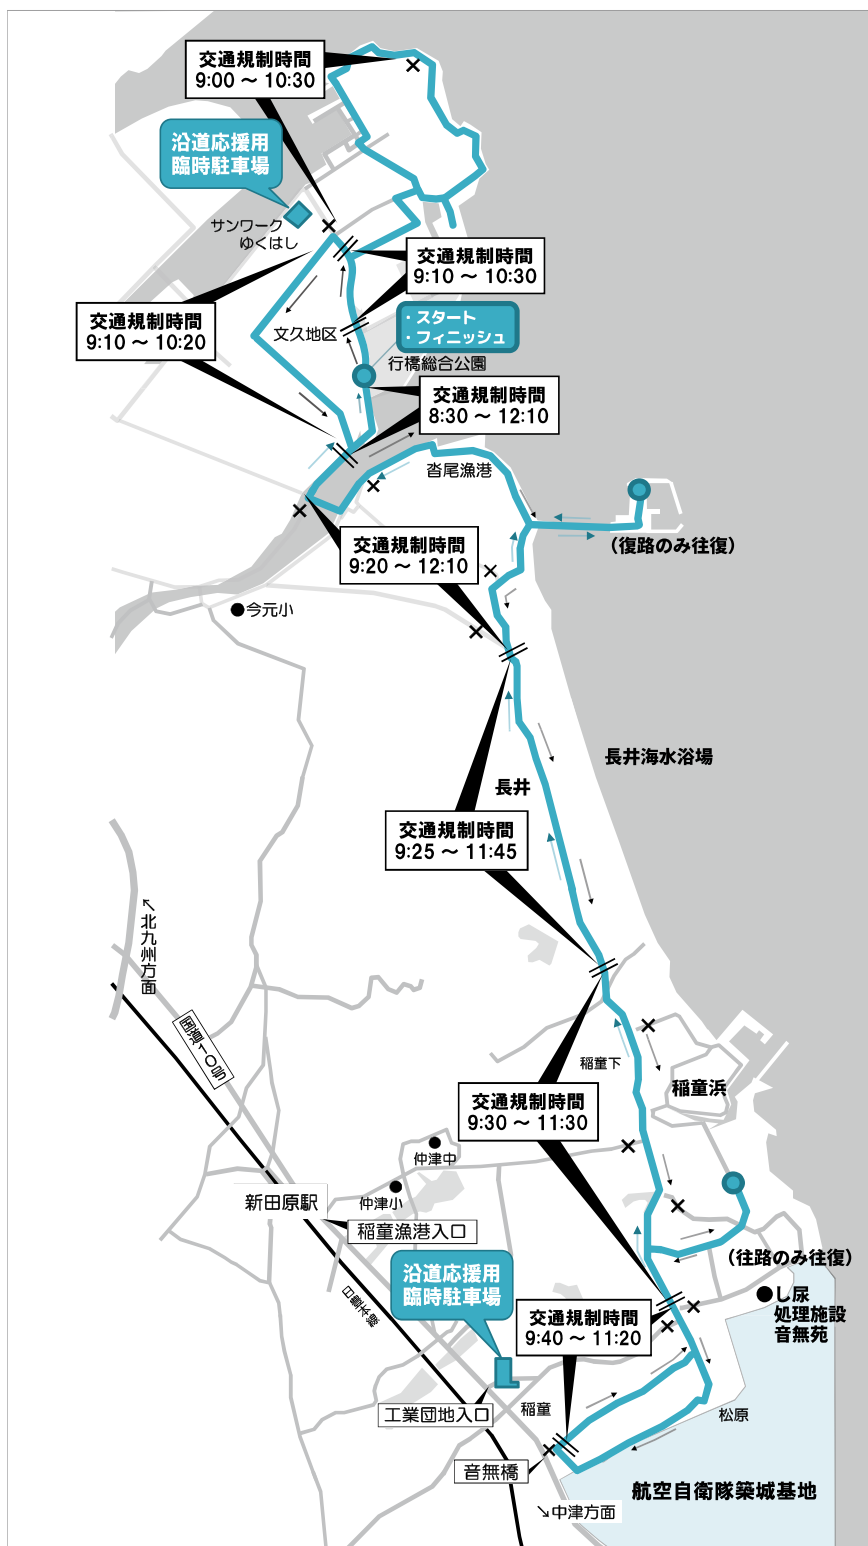 交通規制時間
9:00 ～ 10:30
沿道応援用
臨時駐車場
サンワーク
ゆくはし
交通規制時間
9:10 ～ 10:30
交通規制時間
9:10 ～ 10:20
・スタート
・フィニッシュ
文久地区
行橋総合公園
交通規制時間
8:30 ～ 12:10
沓尾漁港
交通規制時間
9:20 ～ 12:10
（復路のみ往復）
今元小
長井海水浴場
長井
交通規制時間
9:25 ～ 11:45
↖北九州方面
国道10号
稲童下
稲童浜
交通規制時間
9:30 ～ 11:30
仲津中
仲津小
新田原駅
稲童漁港入口
（往路のみ往復）
沿道応援用
臨時駐車場
日豊本線
し尿
処理施設
音無苑
交通規制時間
9:40 ～ 11:20
工業団地入口
稲童
松原
音無橋
航空自衛隊築城基地
↘中津方面